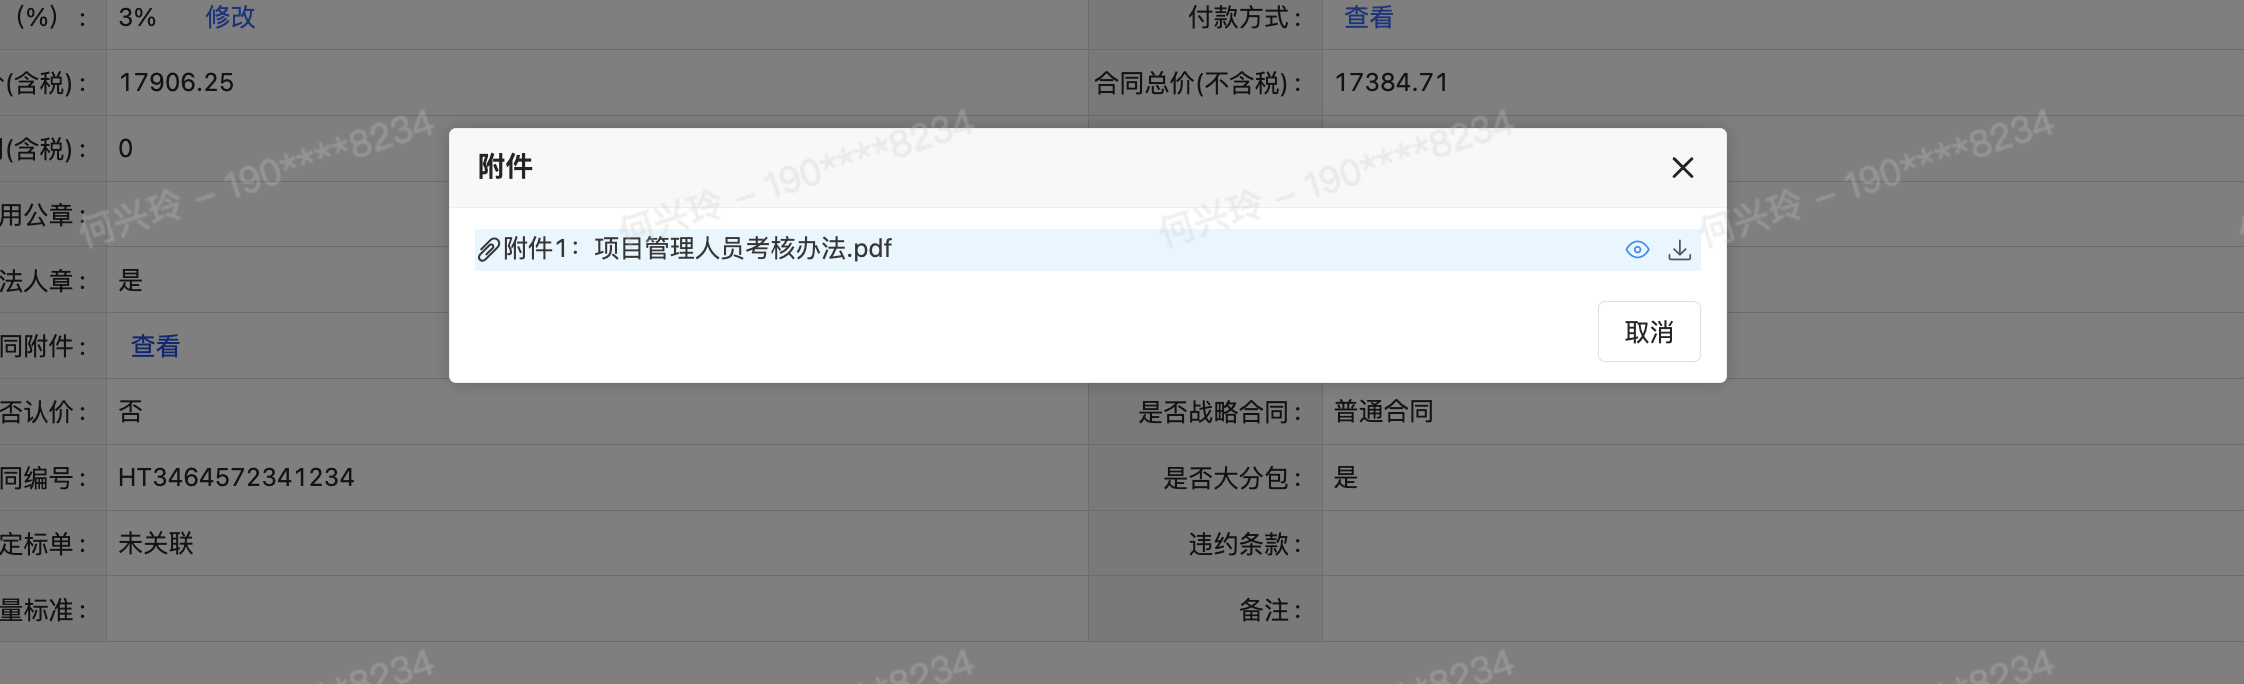 (%) : 3% 修改 付款方式: 查看
(含税): 17906.25 合同总价(不含税): 17384.71
(含税): 0
用公章:
法人章: 是
同附件: 查看
附件
附件1：项目管理人员考核办法.pdf
取消
否认价: 否 是否战略合同: 普通合同
同编号: HT3464572341234 是否大分包: 是
定标单: 未关联 违约条款:
量标准: 备注:
何兴玲 – 190****8234
何兴玲 – 190****8234
何兴玲 – 190****8234
何兴玲 – 190****8234
**8234
**8234
**8234
**8234